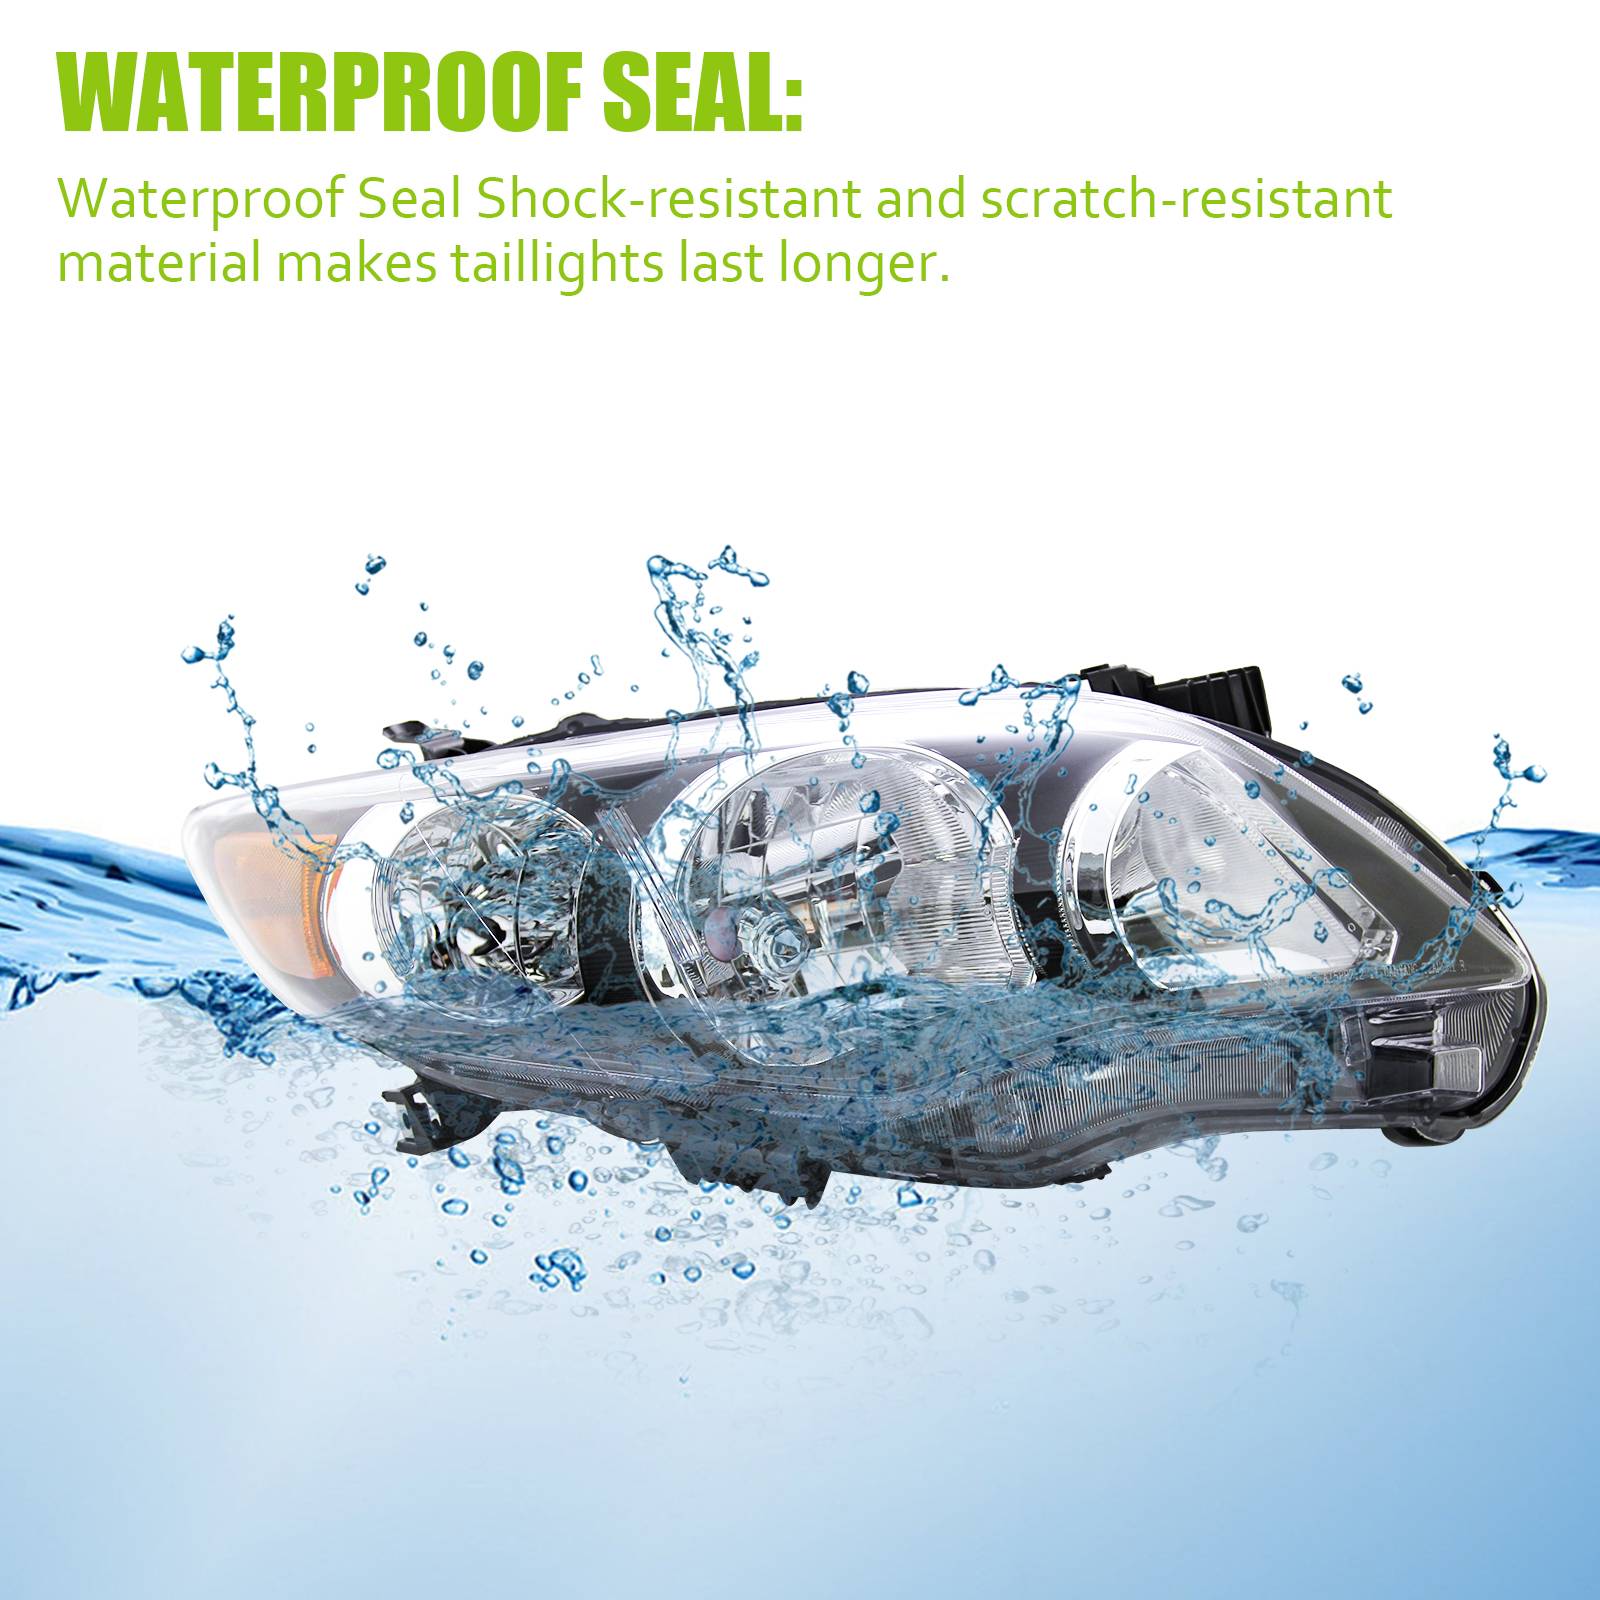 WATERPROOF SEAL:
Waterproof Seal Shock-resistant and scratch-resistant
material makes taillights last longer.